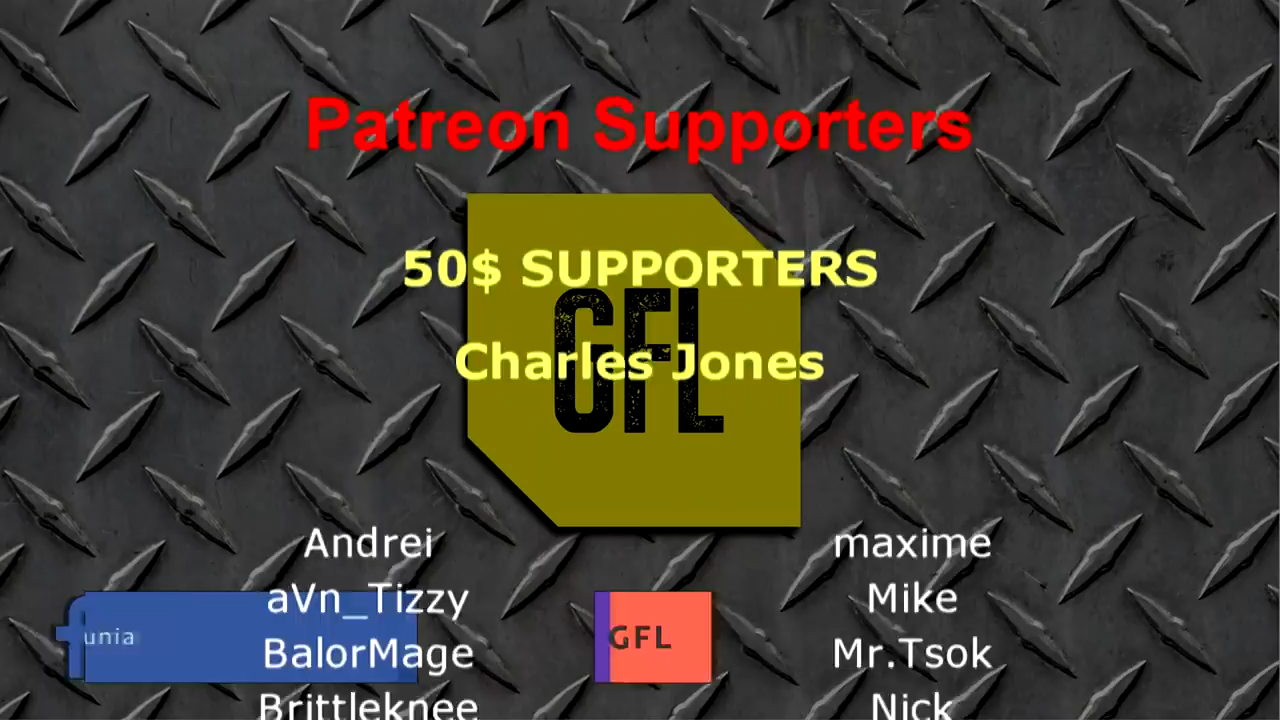 Patreon Supporters
50$ SUPPORTERS
GFL
Charles Jones
Andrei
maxime
aVn_Tizzy
Mike
unia
GFL
BalorMage
Mr.Tsok
Brittleknee
Nick